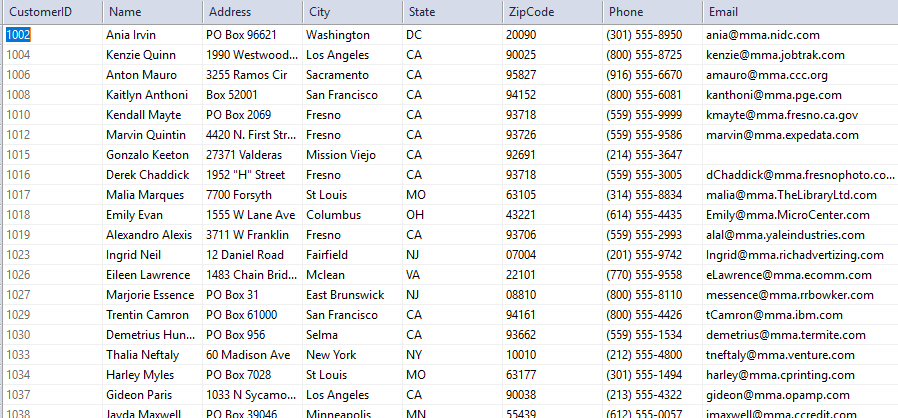 CustomerID Name Address City State ZipCode Phone Email
1002 Ania Irvin PO Box 96621 Washington DC 20090 (301) 555-8950 ania@mma.nidc.com
1004 Kenzie Quinn 1990 Westwood... Los Angeles CA 90025 (800) 555-8725 kenzie@mma.jobtrak.com
1006 Anton Mauro 3255 Ramos Cir Sacramento CA 95827 (916) 555-6670 amauro@mma.ccc.org
1008 Kaitlyn Anthoni Box 52001 San Francisco CA 94152 (800) 555-6081 kanthoni@mma.pge.com
1010 Kendall Mayte PO Box 2069 Fresno CA 93718 (559) 555-9999 kmayte@mma.fresno.ca.gov
1012 Marvin Quintin 4420 N. First Str... Fresno CA 93726 (559) 555-9586 marvin@mma.expedata.com
1015 Gonzalo Keeton 27371 Valderas Mission Viejo CA 92691 (214) 555-3647
1016 Derek Chaddick 1952 "H" Street Fresno CA 93718 (559) 555-3005 dChaddick@mma.fresnophoto.co...
1017 Malia Marques 7700 Forsyth St Louis MO 63105 (314) 555-8834 malia@mma.TheLibraryLtd.com
1018 Emily Evan 1555 W Lane Ave Columbus OH 43221 (614) 555-4435 Emily@mma.MicroCenter.com
1019 Alexandro Alexis 3711 W Franklin Fresno CA 93706 (559) 555-2993 alal@mma.yaleindustries.com
1023 Ingrid Neil 12 Daniel Road Fairfield NJ 07004 (201) 555-9742 Ingrid@mma.richadvertizing.com
1026 Eileen Lawrence 1483 Chain Brid... Mclean VA 22101 (770) 555-9558 eLawrence@mma.ecomm.com
1027 Marjorie Essence PO Box 31 East Brunswick NJ 08810 (800) 555-8110 messence@mma.rrbowker.com
1029 Trentin Camron PO Box 61000 San Francisco CA 94161 (800) 555-4426 tCamron@mma.ibm.com
1030 Demetrius Hun... PO Box 956 Selma CA 93662 (559) 555-1534 demetrius@mma.termite.com
1033 Thalia Neftaly 60 Madison Ave New York NY 10010 (212) 555-4800 tneftaly@mma.venture.com
1034 Harley Myles PO Box 7028 St Louis MO 63177 (301) 555-1494 harley@mma.cprinting.com
1037 Gideon Paris 1033 N Sycamo... Los Angeles CA 90038 (213) 555-4322 gideon@mma.opamp.com
1038 Jayda Maxwell PO Box 39046 Minneapolis MN 55439 (612) 555-0057 jmaxwell@mma.ccredit.com